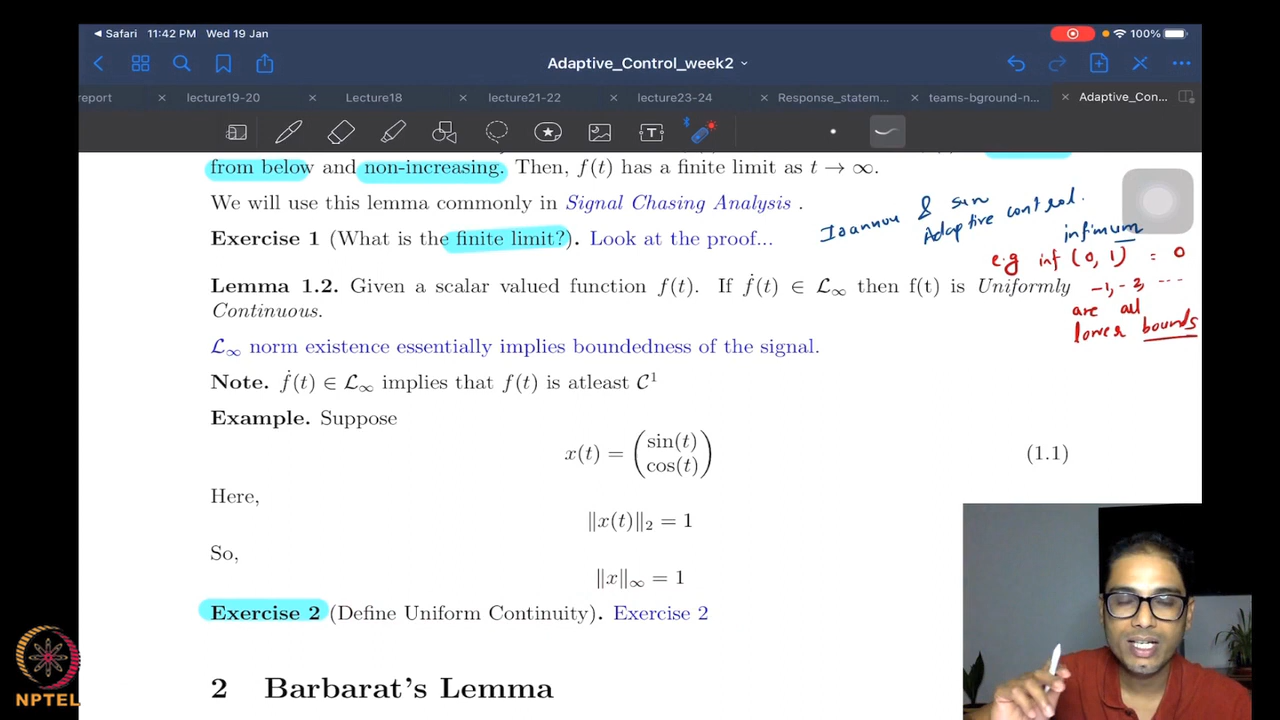 Safari 11:42 PM Wed 19 Jan 100%
Adaptive_Control_week2
report lecture19-20 Lecture18 lecture21-22 lecture23-24 Response_statem... teams-bground-n... Adaptive_Con...
from below and non-increasing. Then, f(t) has a finite limit as t → ∞.
We will use this lemma commonly in Signal Chasing Analysis .
Ioannou & Sun
Adaptive control.
Exercise 1 (What is the finite limit?). Look at the proof...
infimum
e.g inf (0, 1) = 0
-1, -2, ...
are all
lower bounds
Lemma 1.2. Given a scalar valued function f(t). If ḟ(t) ∈ ℒ∞ then f(t) is Uniformly
Continuous.
ℒ∞ norm existence essentially implies boundedness of the signal.
Note. ḟ(t) ∈ ℒ∞ implies that f(t) is atleast 𝒞¹
Example. Suppose
x(t) = (sin(t)
cos(t)) (1.1)
Here,
‖x(t)‖₂ = 1
So,
‖x‖∞ = 1
Exercise 2 (Define Uniform Continuity). Exercise 2
2 Barbarat's Lemma
NPTEL